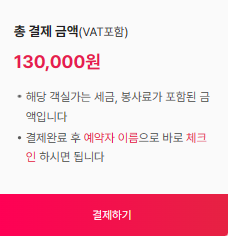 총 결제 금액(VAT포함)
130,000원
• 해당 객실가는 세금, 봉사료가 포함된 금
액입니다
• 결제완료 후 예약자 이름으로 바로 체크
인 하시면 됩니다
결제하기